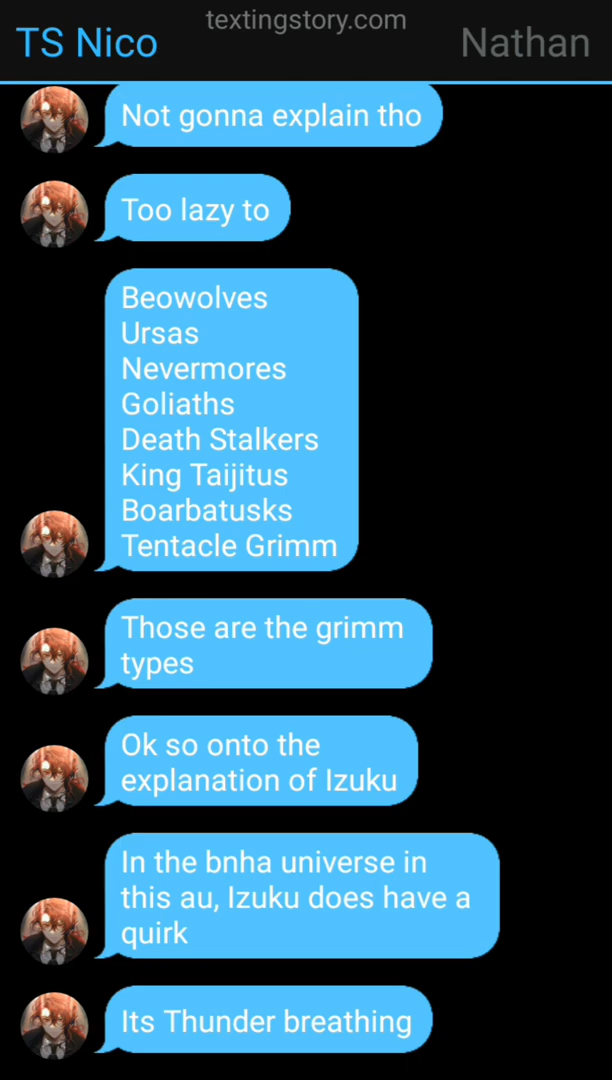 textingstory.com
TS Nico
Nathan
Not gonna explain tho
Too lazy to
Beowolves
Ursas
Nevermores
Goliaths
Death Stalkers
King Taijitus
Boarbatusks
Tentacle Grimm
Those are the grimm
types
Ok so onto the
explanation of Izuku
In the bnha universe in
this au, Izuku does have a
quirk
Its Thunder breathing